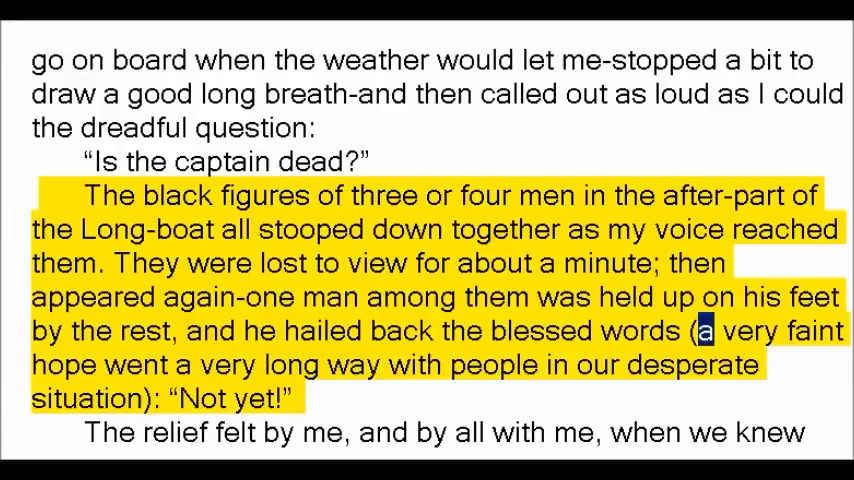 go on board when the weather would let me-stopped a bit to
draw a good long breath-and then called out as loud as I could
the dreadful question:
“Is the captain dead?”
The black figures of three or four men in the after-part of
the Long-boat all stooped down together as my voice reached
them. They were lost to view for about a minute; then
appeared again-one man among them was held up on his feet
by the rest, and he hailed back the blessed words (a very faint
hope went a very long way with people in our desperate
situation): “Not yet!”
The relief felt by me, and by all with me, when we knew